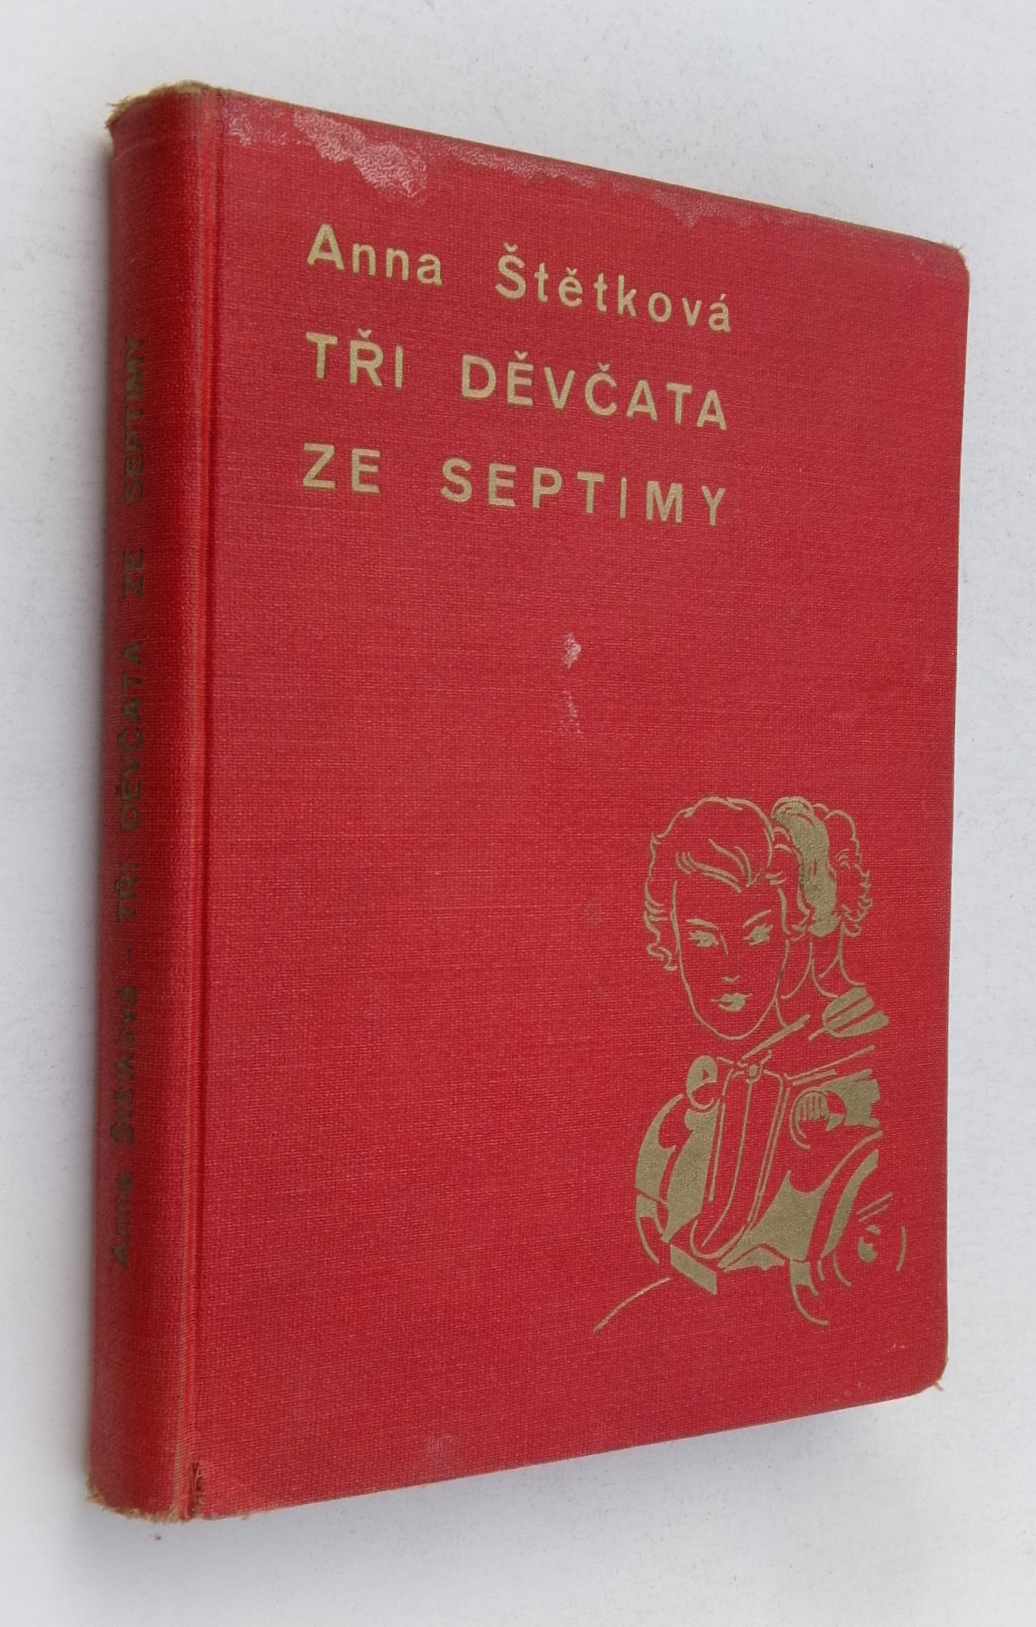 Anna Štětková
TŘI DĚVČATA
ZE SEPTIMY
Anna Štětková - TŘI DĚVČATA ZE SEPTIMY